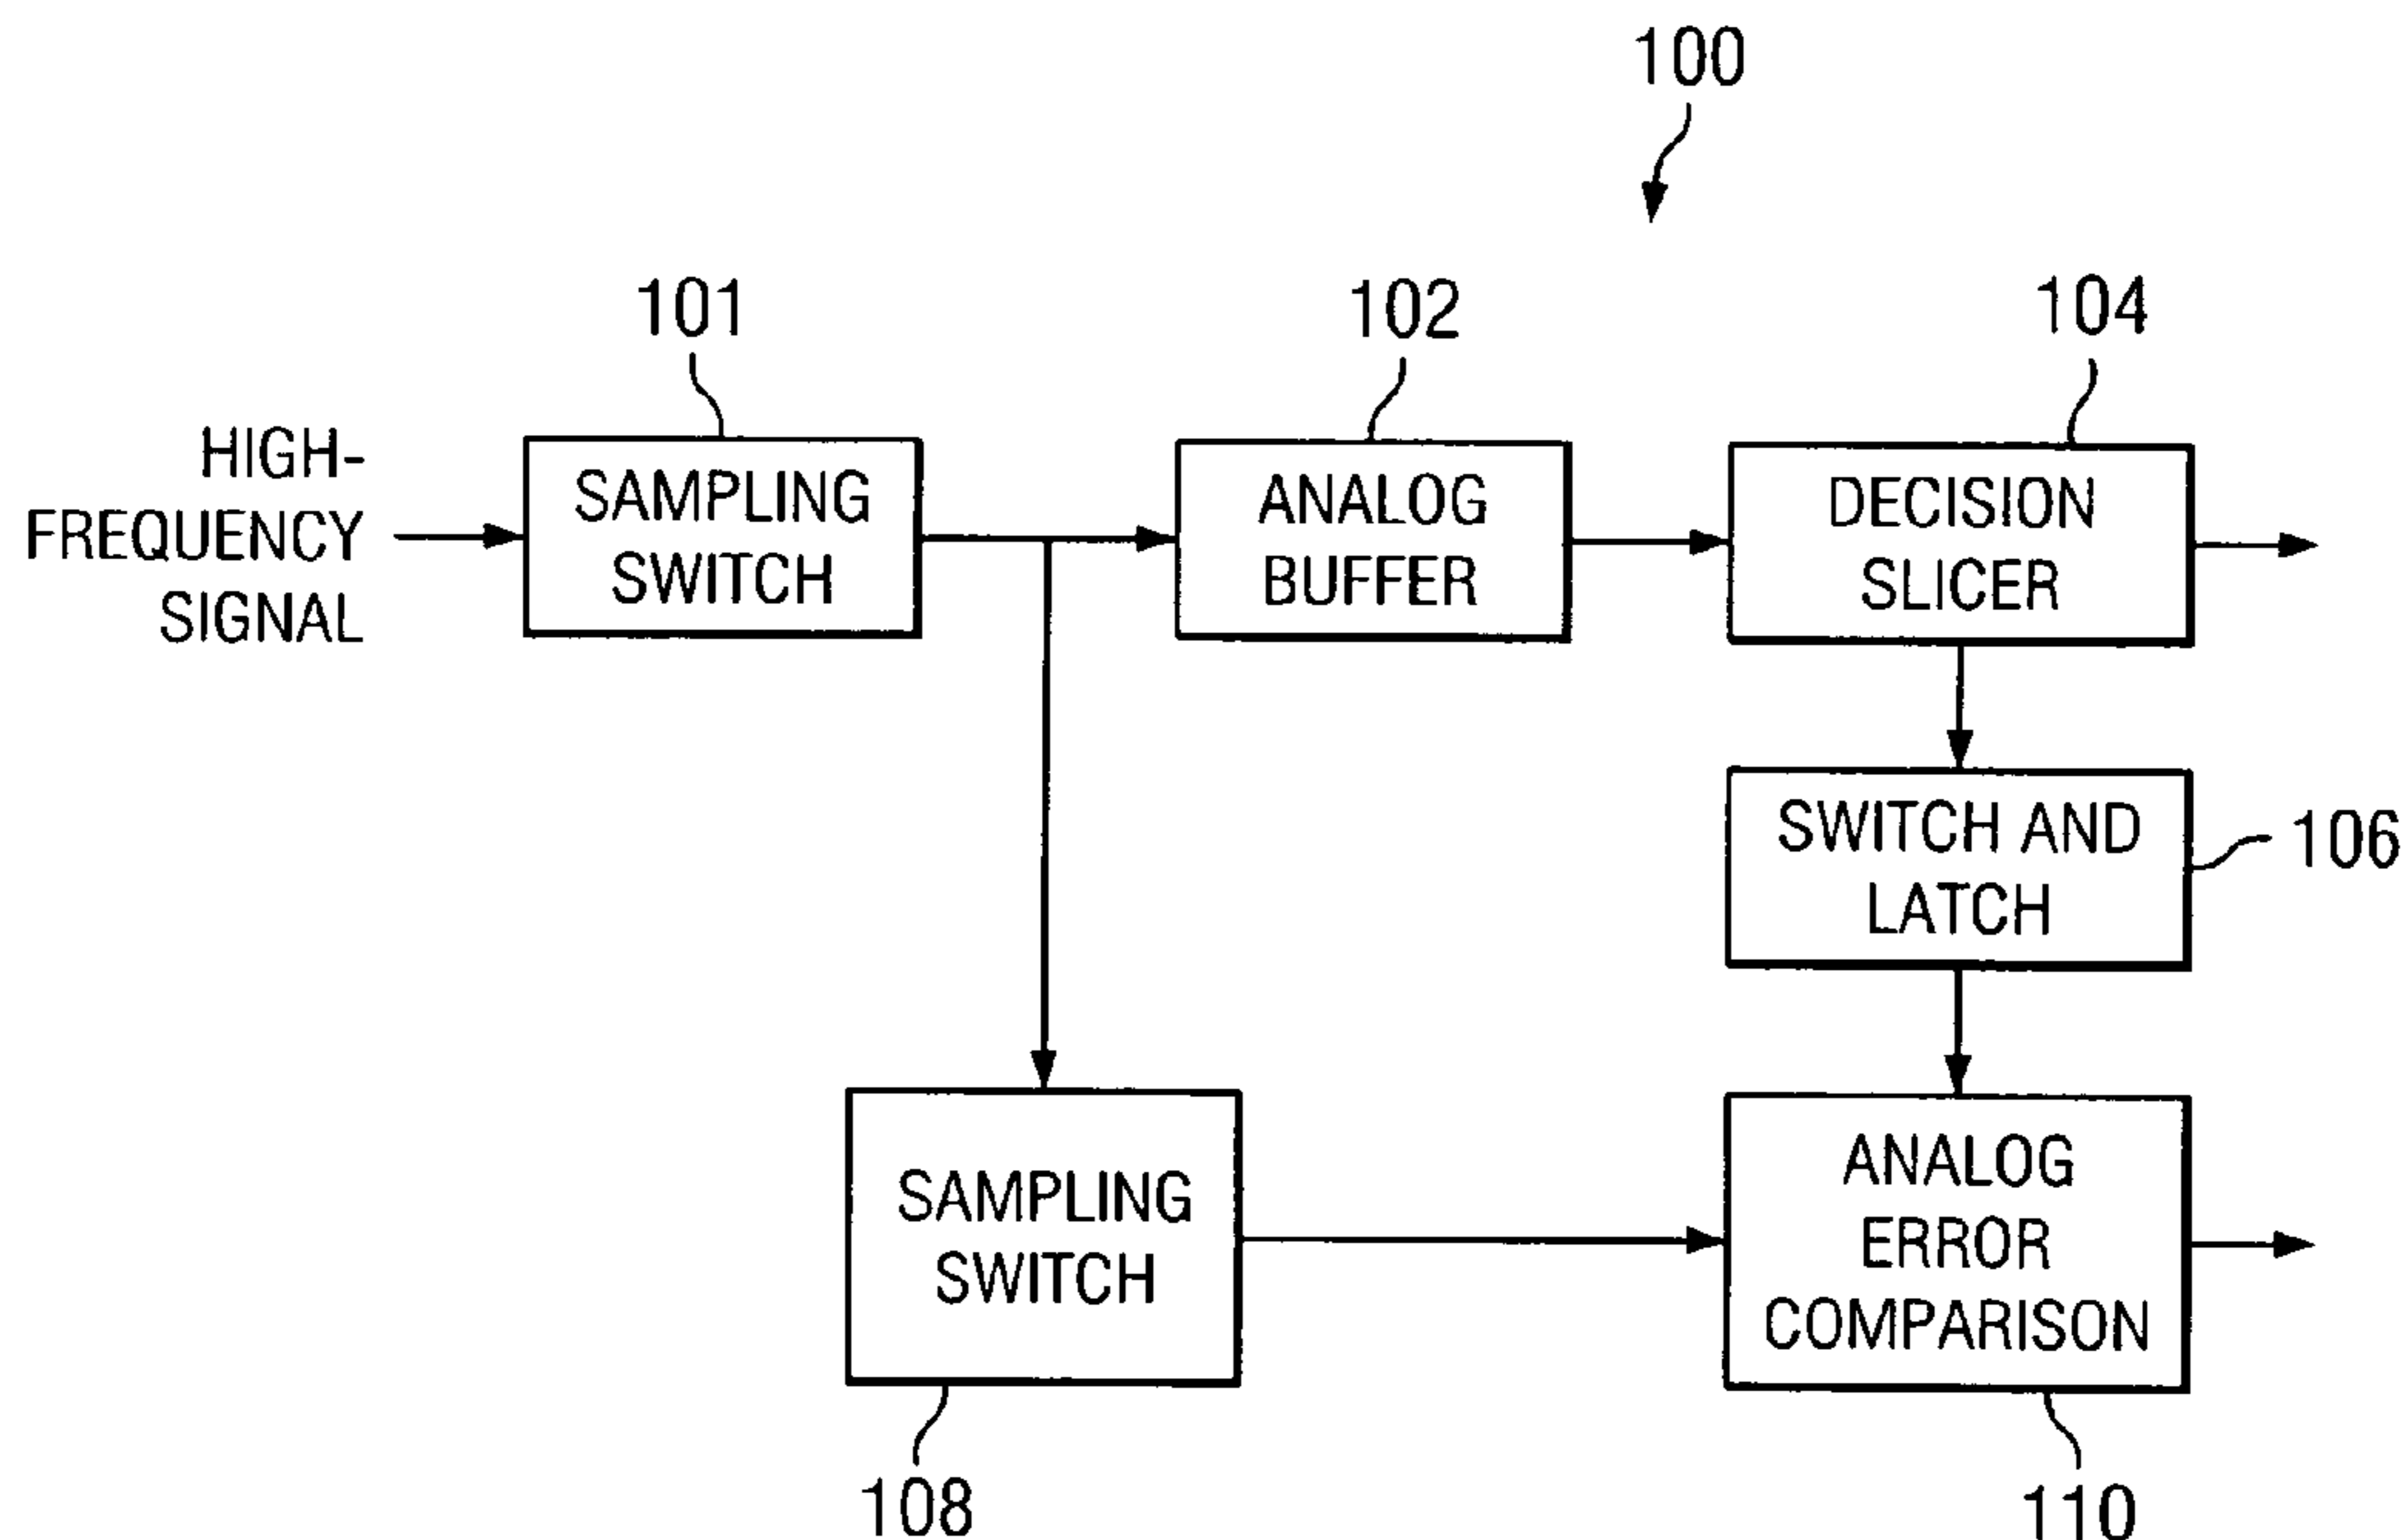 100
101
102
104
HIGH-
FREQUENCY
SIGNAL
SAMPLING
SWITCH
ANALOG
BUFFER
DECISION
SLICER
SWITCH AND
LATCH
106
SAMPLING
SWITCH
ANALOG
ERROR
COMPARISON
108
110